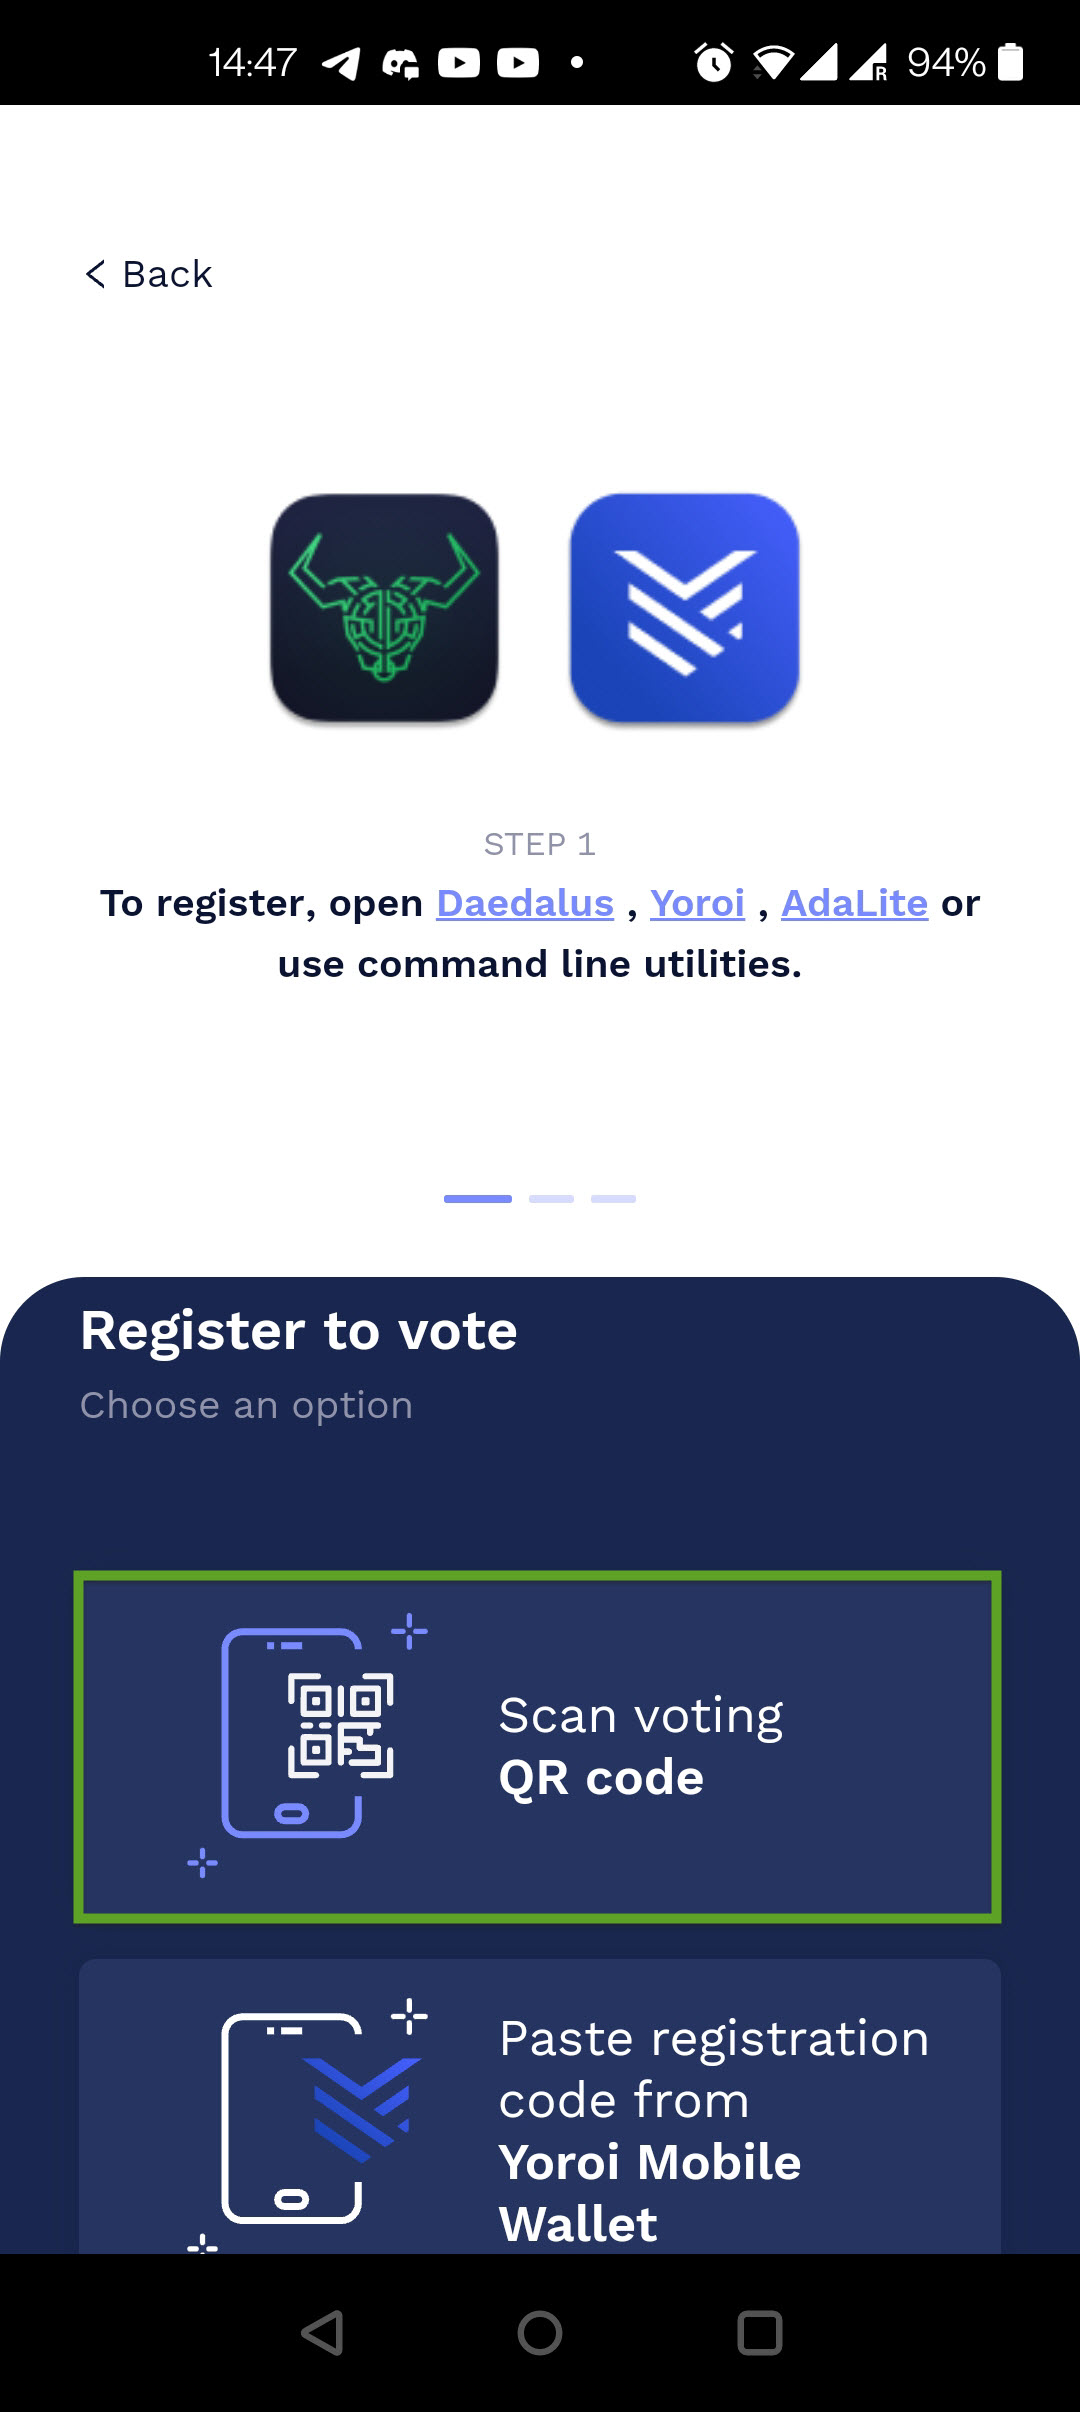 14:47 94%
R
Back
STEP 1
To register, open Daedalus , Yoroi , AdaLite or
use command line utilities.
Register to vote
Choose an option
Scan voting
QR code
Paste registration
code from
Yoroi Mobile
Wallet